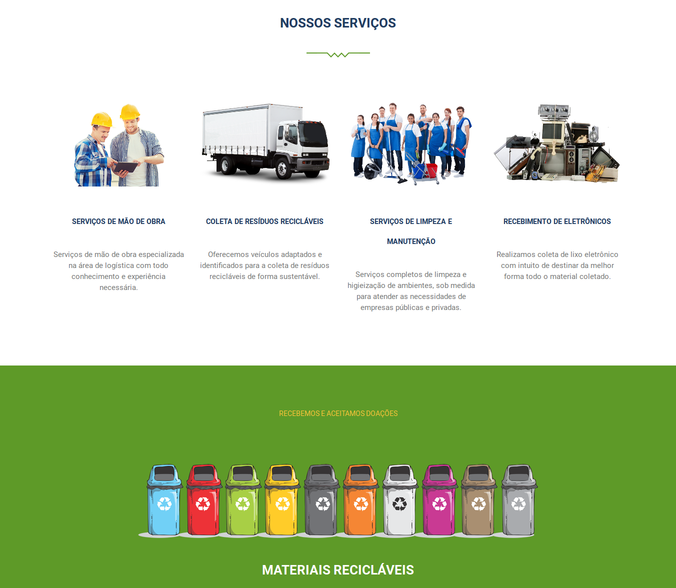 NOSSOS SERVIÇOS
SERVIÇOS DE MÃO DE OBRA
Serviços de mão de obra especializada
na área de logística com todo
conhecimento e experiência
necessária.
COLETA DE RESÍDUOS RECICLÁVEIS
Oferecemos veículos adaptados e
identificados para a coleta de resíduos
recicláveis de forma sustentável.
SERVIÇOS DE LIMPEZA E
MANUTENÇÃO
Serviços completos de limpeza e
higieização de ambientes, sob medida
para atender as necessidades de
empresas públicas e privadas.
RECEBIMENTO DE ELETRÔNICOS
Realizamos coleta de lixo eletrônico
com intuito de destinar da melhor
forma todo o material coletado.
RECEBEMOS E ACEITAMOS DOAÇÕES
MATERIAIS RECICLÁVEIS